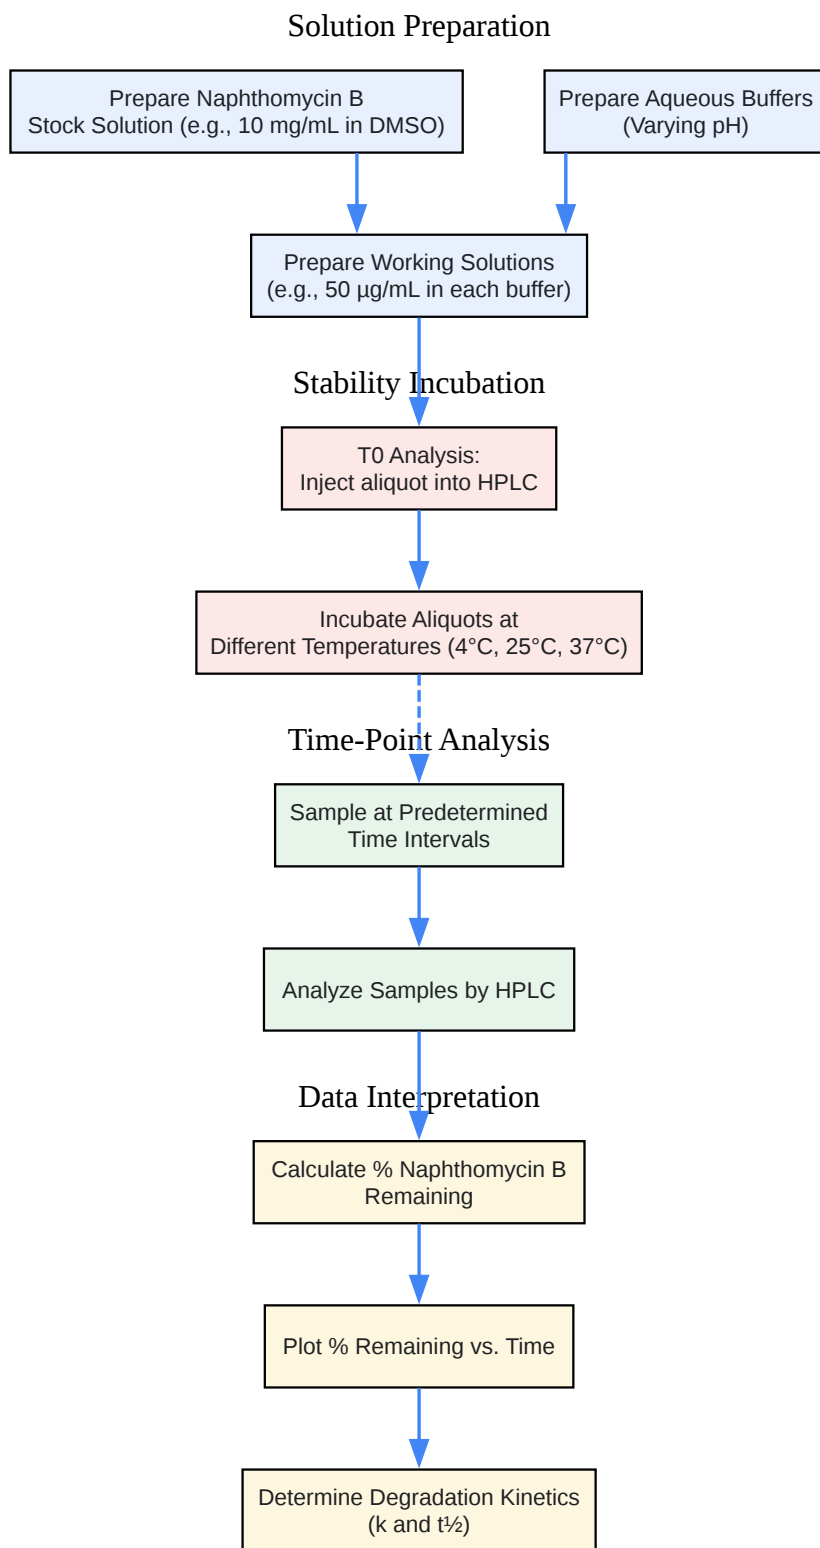 Solution Preparation
Prepare Naphthomycin B
Stock Solution (e.g., 10 mg/mL in DMSO)
Prepare Aqueous Buffers
(Varying pH)
Prepare Working Solutions
(e.g., 50 µg/mL in each buffer)
Stability Incubation
T0 Analysis:
Inject aliquot into HPLC
Incubate Aliquots at
Different Temperatures (4°C, 25°C, 37°C)
Time-Point Analysis
Sample at Predetermined
Time Intervals
Analyze Samples by HPLC
Data Interpretation
Calculate % Naphthomycin B
Remaining
Plot % Remaining vs. Time
Determine Degradation Kinetics
(k and t½)